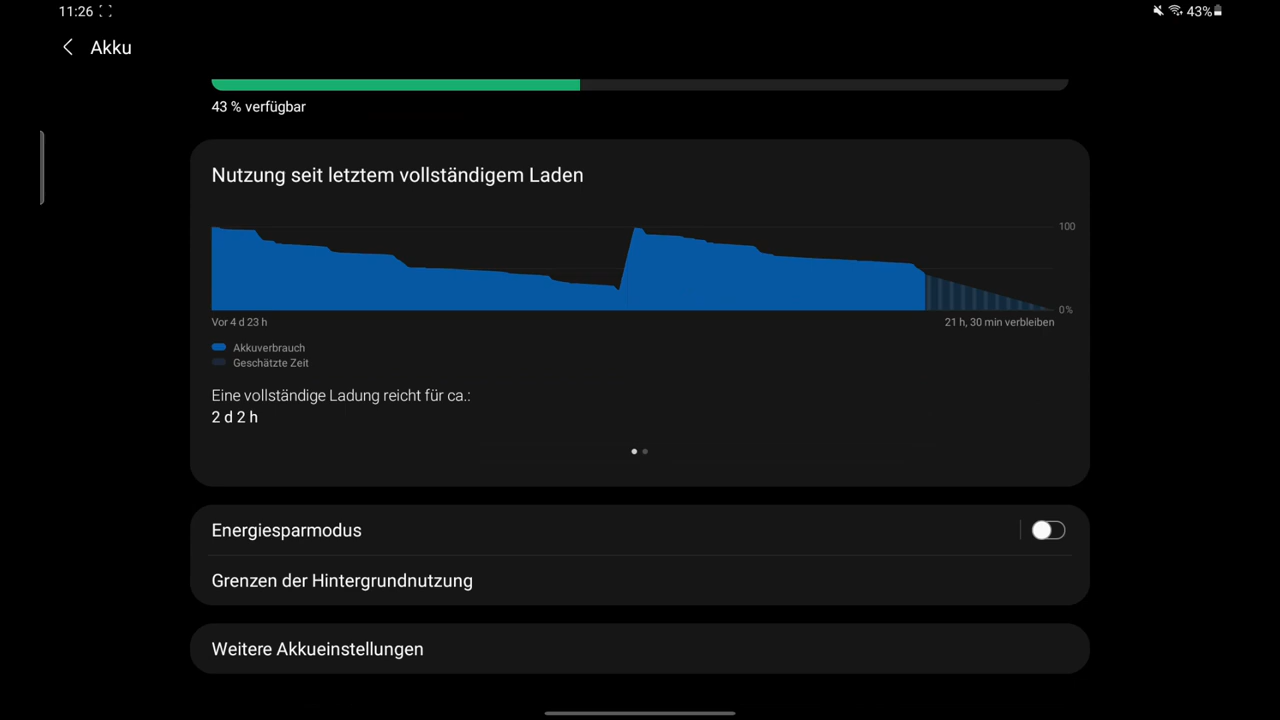 11:26
43%
Akku
43 % verfügbar
Nutzung seit letztem vollständigem Laden
100
0%
Vor 4 d 23 h
21 h, 30 min verbleiben
Akkuverbrauch
Geschätzte Zeit
Eine vollständige Ladung reicht für ca.:
2 d 2 h
Energiesparmodus
Grenzen der Hintergrundnutzung
Weitere Akkueinstellungen